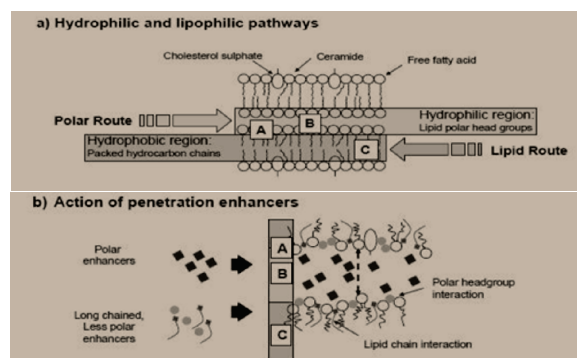 a) Hydrophilic and lipophilic pathways
Cholesterol sulphate
Ceramide
Free fatty acid
Polar Route
Hydrophilic region:
Lipid polar head groups
A
B
Hydrophobic region:
Packed hydrocarbon chains
C
Lipid Route
b) Action of penetration enhancers
Polar
enhancers
A
B
Polar headgroup
interaction
Long chained,
Less polar
enhancers
C
Lipid chain interaction